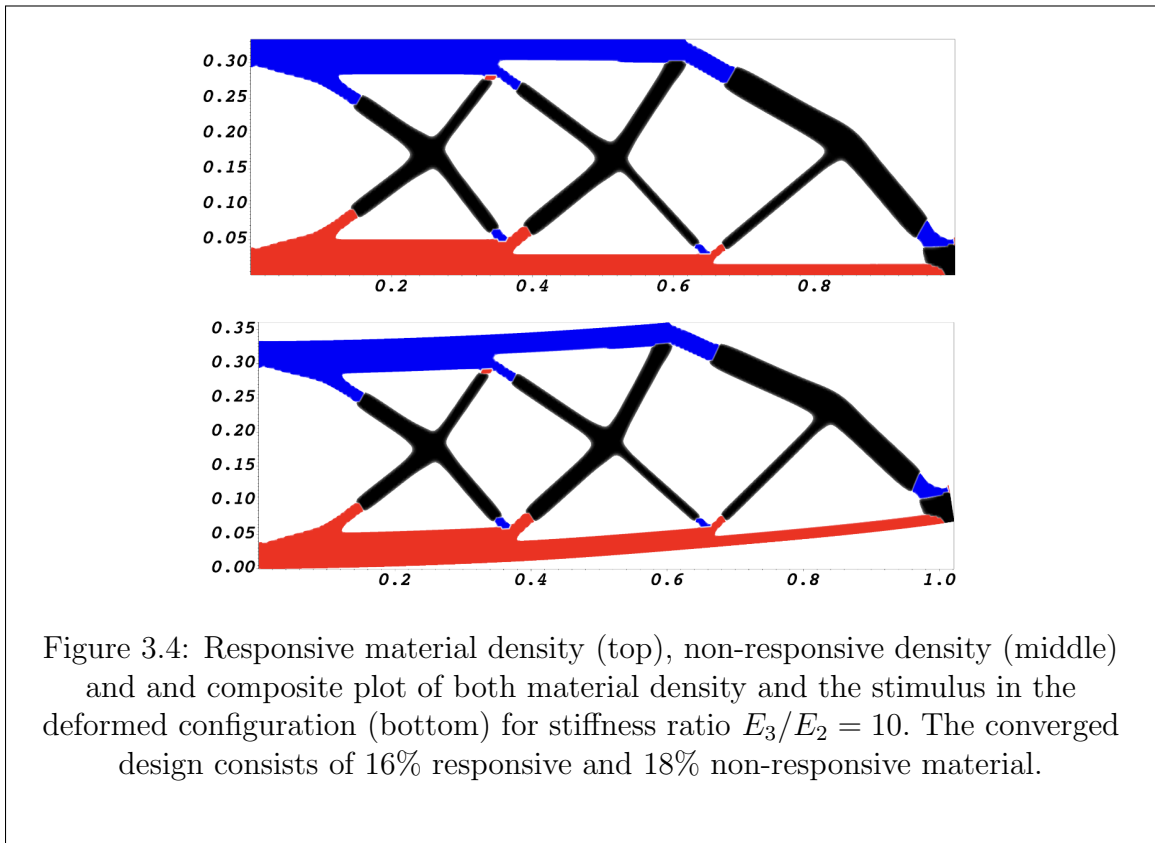 0.30
0.25
0.20
0.15
0.10
0.05
0.2 0.4 0.6 0.8
0.35
0.30
0.25
0.20
0.15
0.10
0.05
0.00
0.2 0.4 0.6 0.8 1.0
Figure 3.4: Responsive material density (top), non-responsive density (middle)
and and composite plot of both material density and the stimulus in the
deformed configuration (bottom) for stiffness ratio E₃/E₂ = 10. The converged
design consists of 16% responsive and 18% non-responsive material.